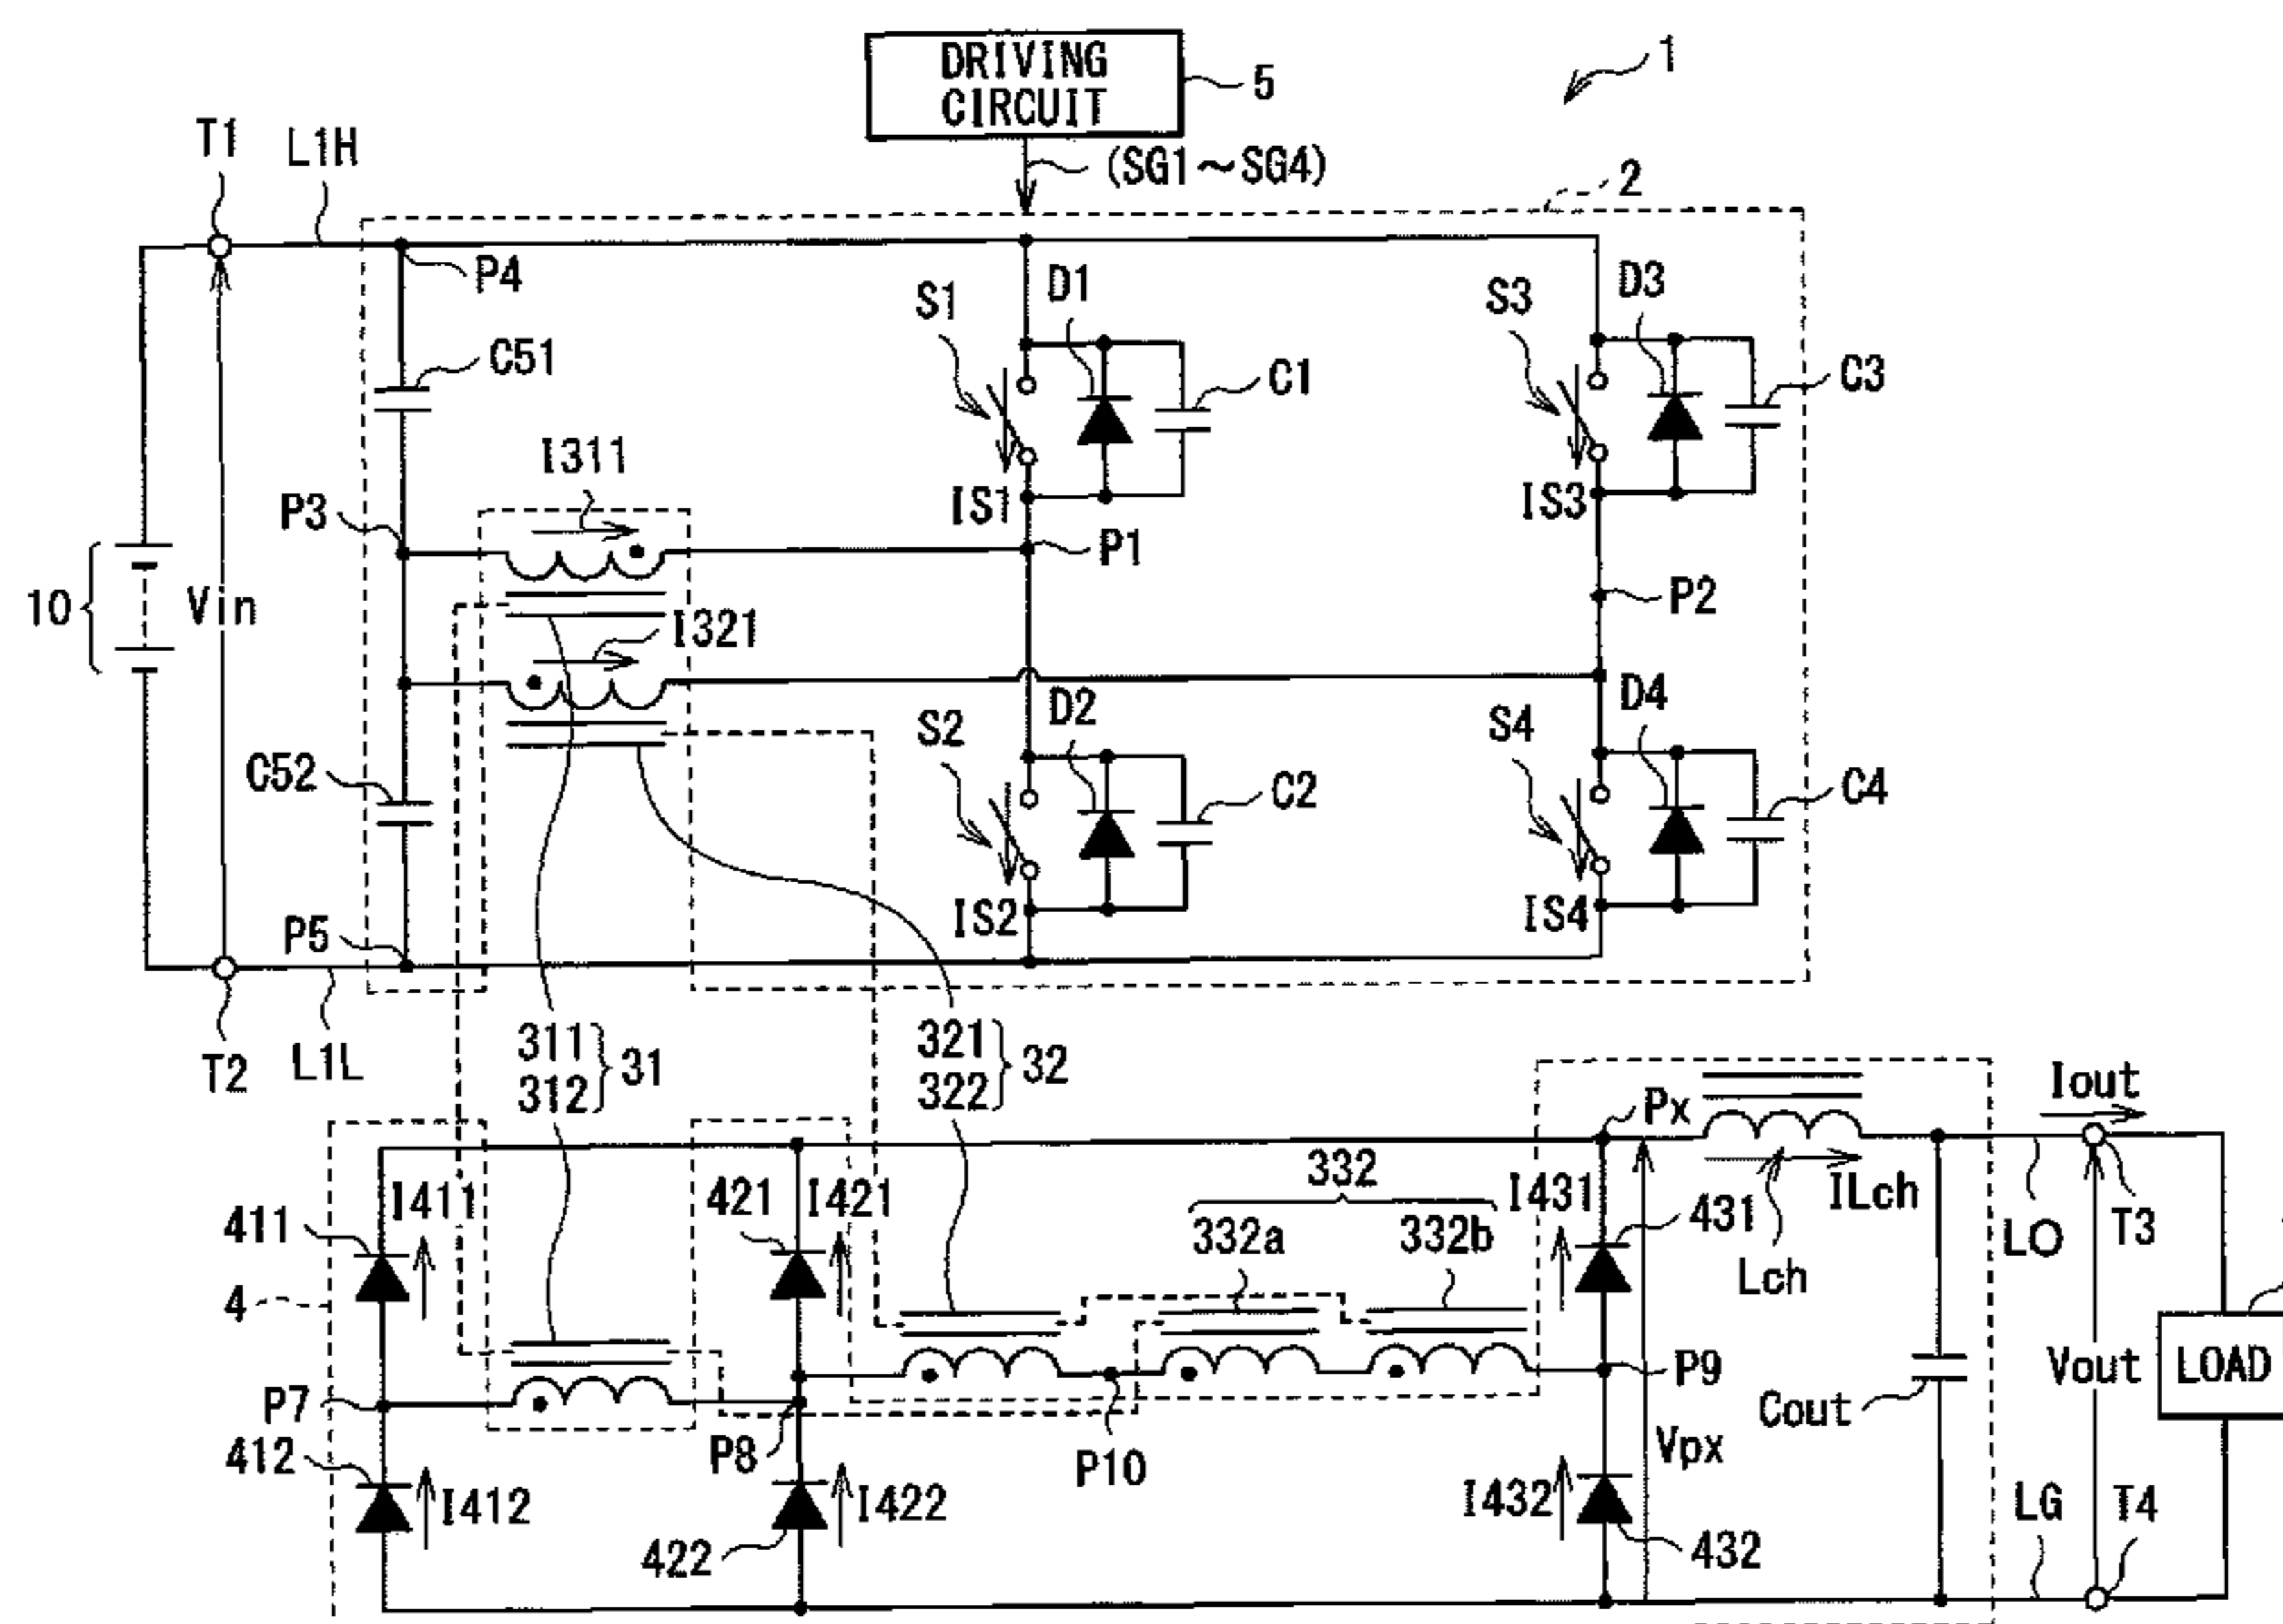 DRIVING
CIRCUIT
5
1
T1
L1H
(SG1～SG4)
2
P4
S1
D1
S3
D3
C51
C1
C3
I311
IS1
IS3
P3
P1
10
Vin
I321
P2
S2
D2
S4
D4
C52
C2
C4
P5
IS2
IS4
T2
L1L
311
312
31
321
322
32
Px
Iout
332
411
I411
421
I421
332a
332b
I431
431
ILch
LO
T3
4
Lch
P7
P9
Vout
LOAD
Cout
412
P8
P10
Vpx
I412
I422
I432
LG
T4
422
432